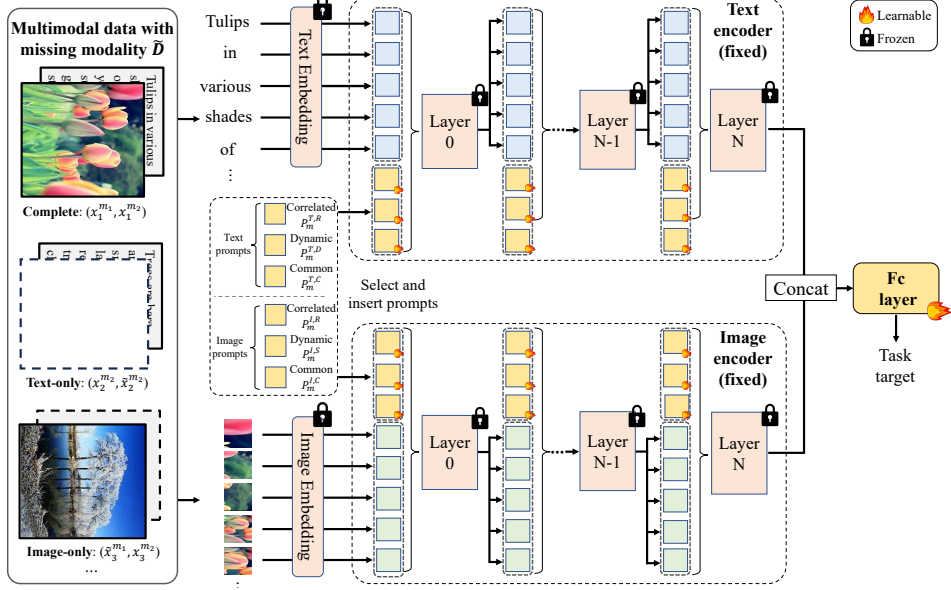 Multimodal data with
missing modality D̃
Tulips in various
Complete: (x₁^{m₁}, x₁^{m₂})
Text-only: (x₂^{m₂}, x̃₂^{m₂})
Image-only: (x̃₃^{m₁}, x₃^{m₂})
...
Tulips
in
various
shades
of
...
Text Embedding
Text
prompts
Correlated
P_m^{T,R}
Dynamic
P_m^{T,D}
Common
P_m^{T,C}
Image
prompts
Correlated
P_m^{I,R}
Dynamic
P_m^{I,S}
Common
P_m^{I,C}
Select and
insert prompts
Image Embedding
...
Text
encoder
(fixed)
Layer
0
Layer
N-1
Layer
N
Image
encoder
(fixed)
Layer
0
Layer
N-1
Layer
N
Learnable
Frozen
Concat
Fc
layer
Task
target